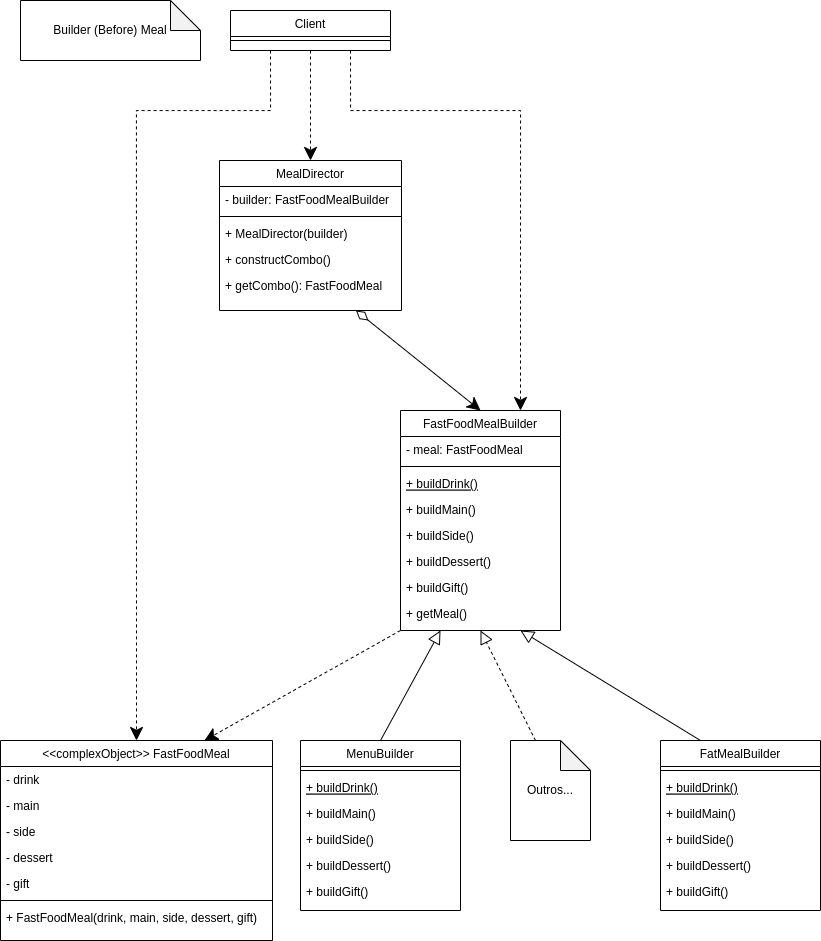 Builder (Before) Meal
Client
MealDirector
- builder: FastFoodMealBuilder
+ MealDirector(builder)
+ constructCombo()
+ getCombo(): FastFoodMeal
FastFoodMealBuilder
- meal: FastFoodMeal
+ buildDrink()
+ buildMain()
+ buildSide()
+ buildDessert()
+ buildGift()
+ getMeal()
<<complexObject>> FastFoodMeal
- drink
- main
- side
- dessert
- gift
+ FastFoodMeal(drink, main, side, dessert, gift)
MenuBuilder
+ buildDrink()
+ buildMain()
+ buildSide()
+ buildDessert()
+ buildGift()
Outros...
FatMealBuilder
+ buildDrink()
+ buildMain()
+ buildSide()
+ buildDessert()
+ buildGift()